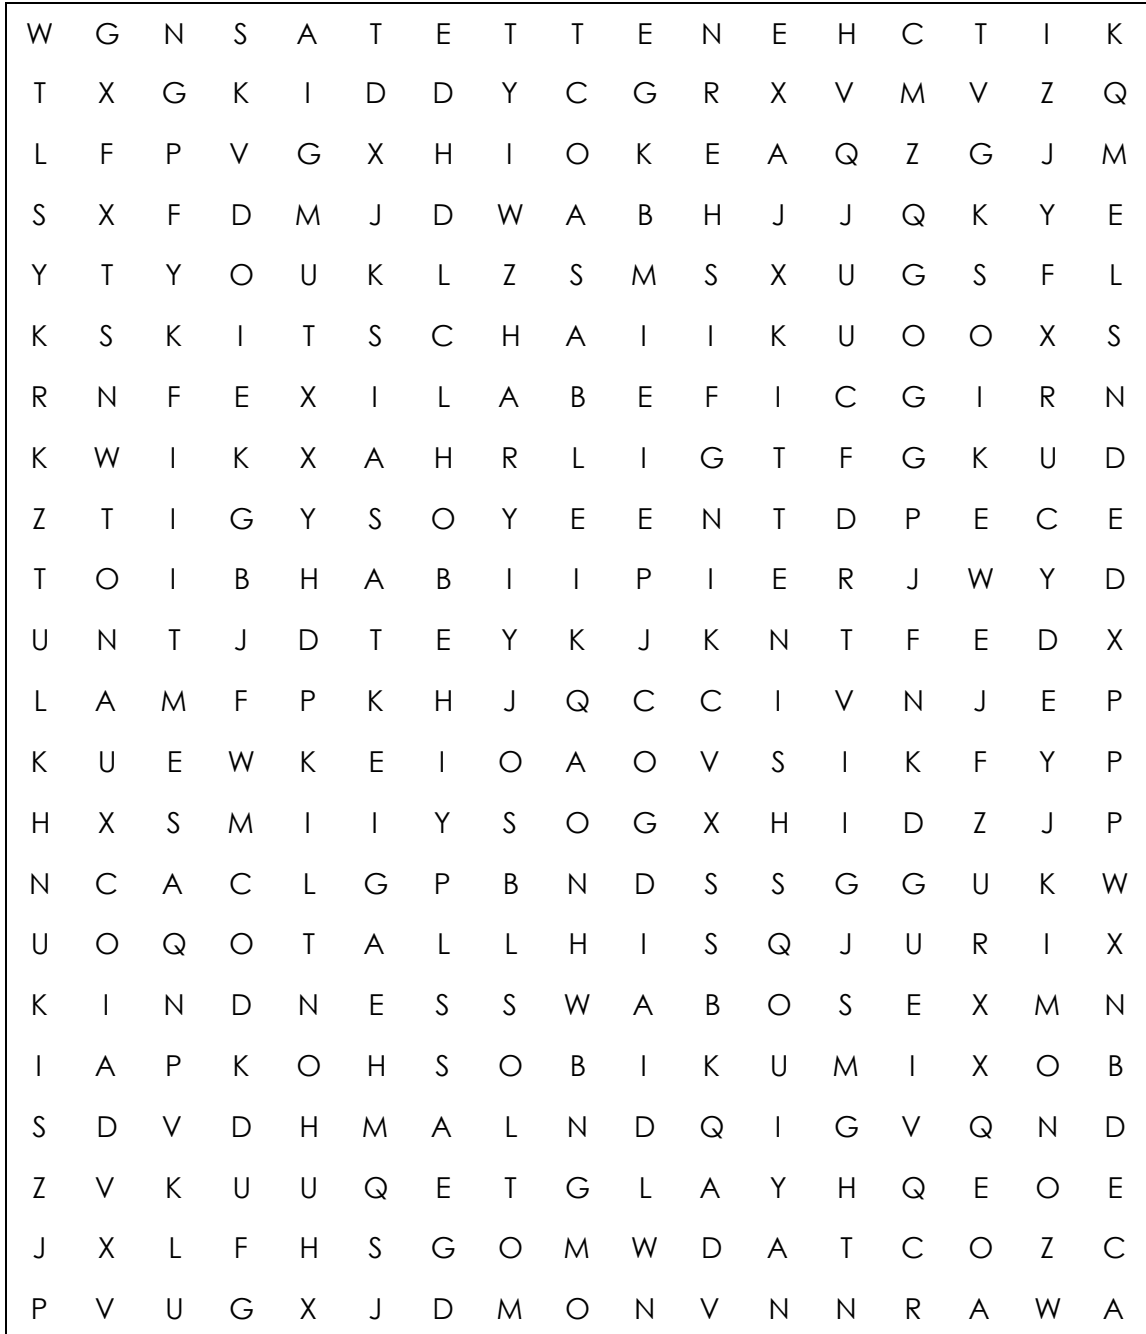 W G N S A T E T T E N E H C T I K
T X G K I D D Y C G R X V M V Z Q
L F P V G X H I O K E A Q Z G J M
S X F D M J D W A B H J J Q K Y E
Y T Y O U K L Z S M S X U G S F L
K S K I T S C H A I I K U O O X S
R N F E X I L A B E F I C G I R N
K W I K X A H R L I G T F G K U D
Z T I G Y S O Y E E N T D P E C E
T O I B H A B I I P I E R J W Y D
U N T J D T E Y K J K N T F E D X
L A M F P K H J Q C C I V N J E P
K U E W K E I O A O V S I K F Y P
H X S M I I Y S O G X H I D Z J P
N C A C L G P B N D S S G G U K W
U O Q O T A L L H I S Q J U R I X
K I N D N E S S W A B O S E X M N
I A P K O H S O B I K U M I X O B
S D V D H M A L N D Q I G V Q N D
Z V K U U Q E T G L A Y H Q E O E
J X L F H S G O M W D A T C O Z C
P V U G X J D M O N V N N R A W A